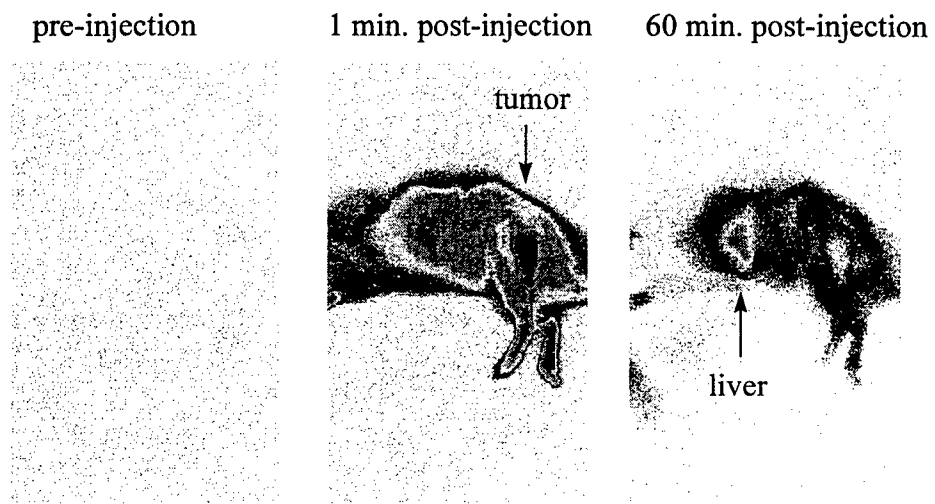 pre-injection
1 min. post-injection
60 min. post-injection
tumor
liver